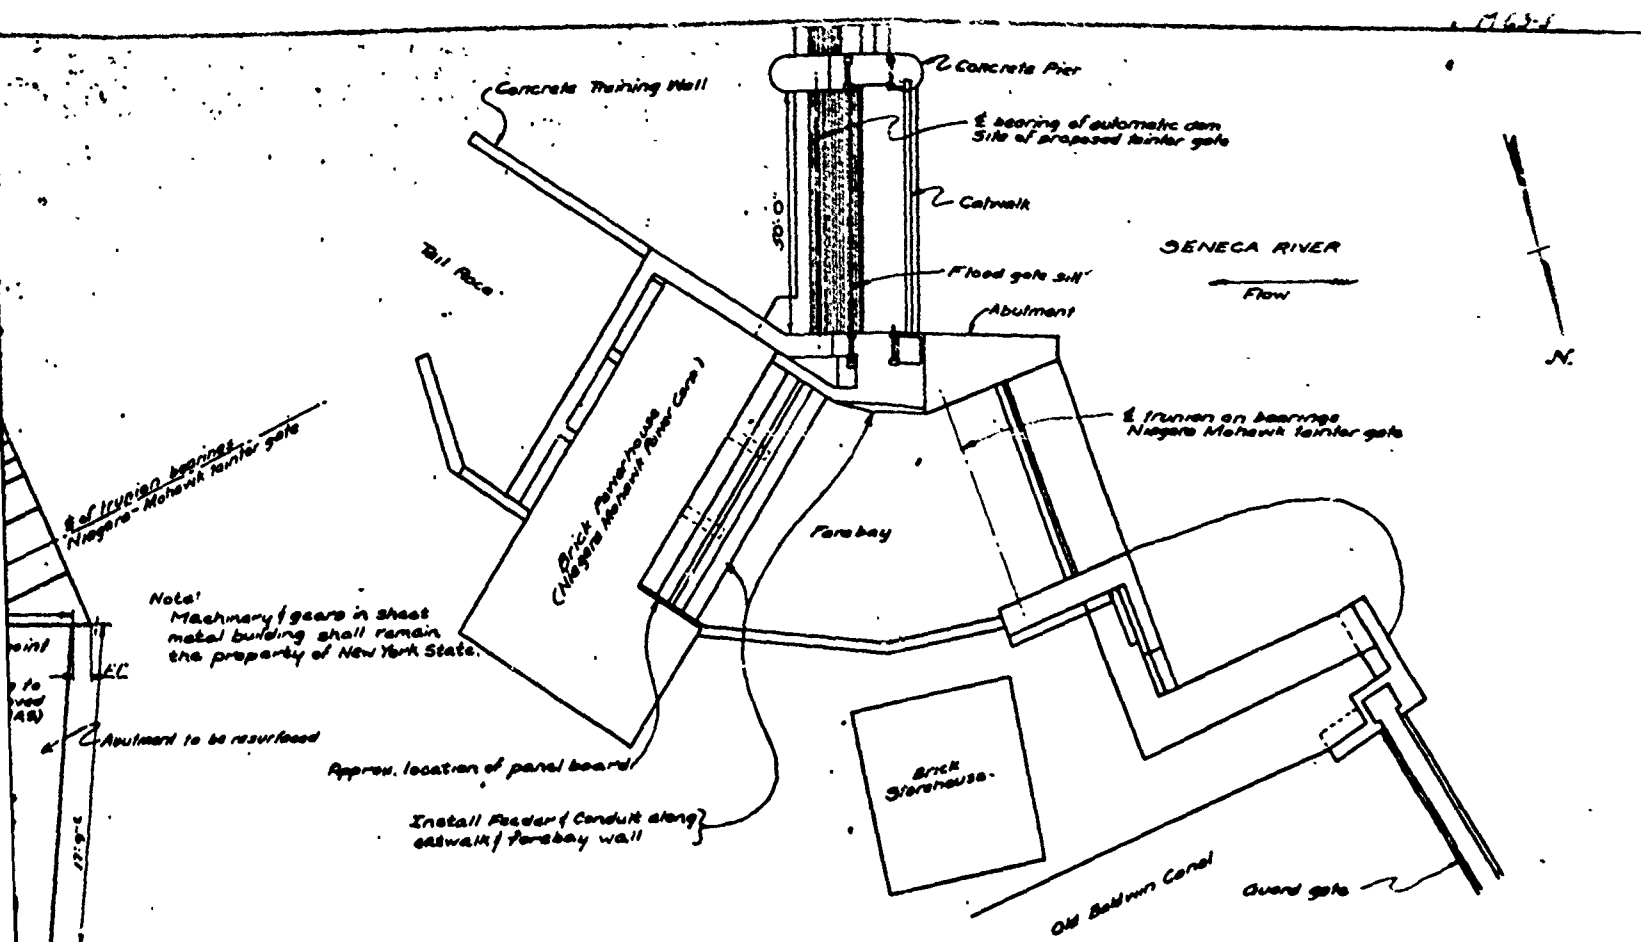 M63-1
Concrete Pier
Concrete Training Wall
℄ bearing of automatic dam
Site of proposed tainter gate
50'-0"
Catwalk
SENECA RIVER
Flow
Tail Race
Flood gate sill
Abutment
N.
℄ trunion on bearings
Niagara Mohawk tainter gate
℄ of trunion bearings
Niagara-Mohawk tainter gate
Brick Powerhouse
(Niagara Mohawk Power Corp.)
Forebay
Note:
Machinery & gears in sheet
metal building shall remain
the property of New York State.
to
Abutment to be resurfaced
Approx. location of panel board
Brick
Storehouse
Install Feeder & Conduit along
catwalk & forebay wall
Old Baldwin Canal
Guard gate